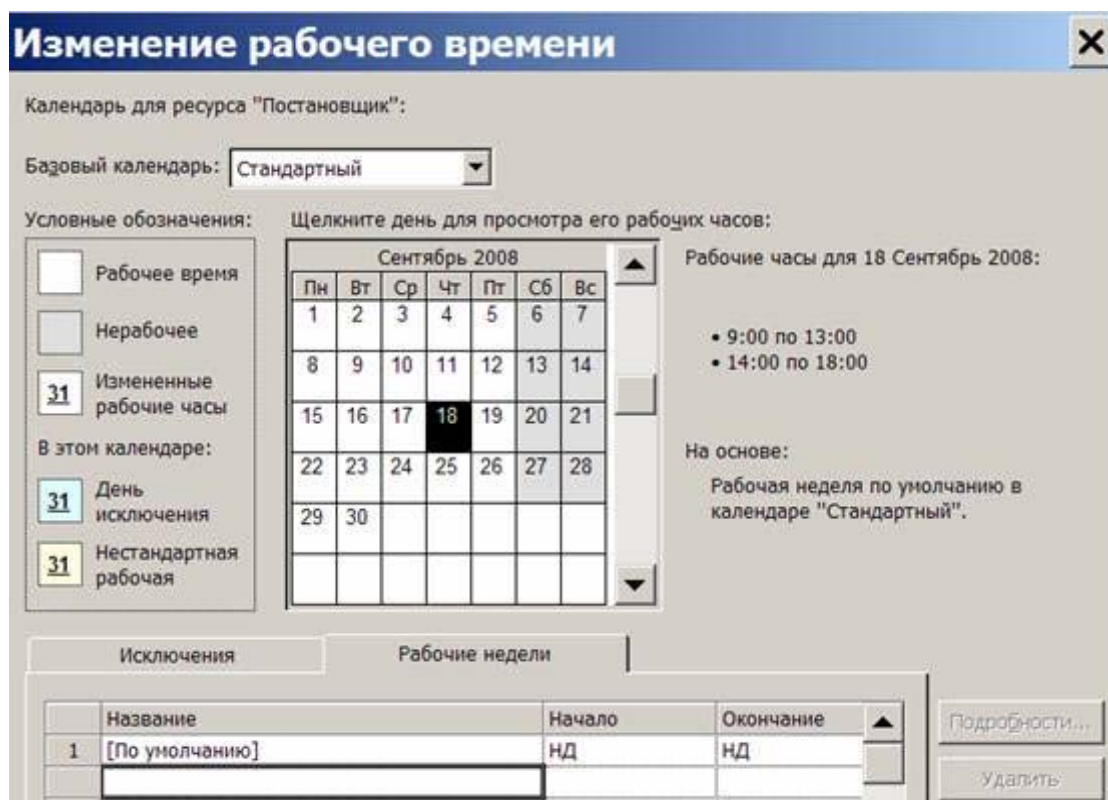 Изменение рабочего времени
Календарь для ресурса "Постановщик":
Базовый календарь: Стандартный
Условные обозначения:
Рабочее время
Нерабочее
31 Измененные
рабочие часы
В этом календаре:
31 День
исключения
31 Нестандартная
рабочая
Щелкните день для просмотра его рабочих часов:
Сентябрь 2008
Пн Вт Ср Чт Пт Сб Вс
1 2 3 4 5 6 7
8 9 10 11 12 13 14
15 16 17 18 19 20 21
22 23 24 25 26 27 28
29 30
Рабочие часы для 18 Сентябрь 2008:
• 9:00 по 13:00
• 14:00 по 18:00
На основе:
Рабочая неделя по умолчанию в
календаре "Стандартный".
Исключения Рабочие недели
Название Начало Окончание
1 [По умолчанию] НД НД
Подробности...
Удалить